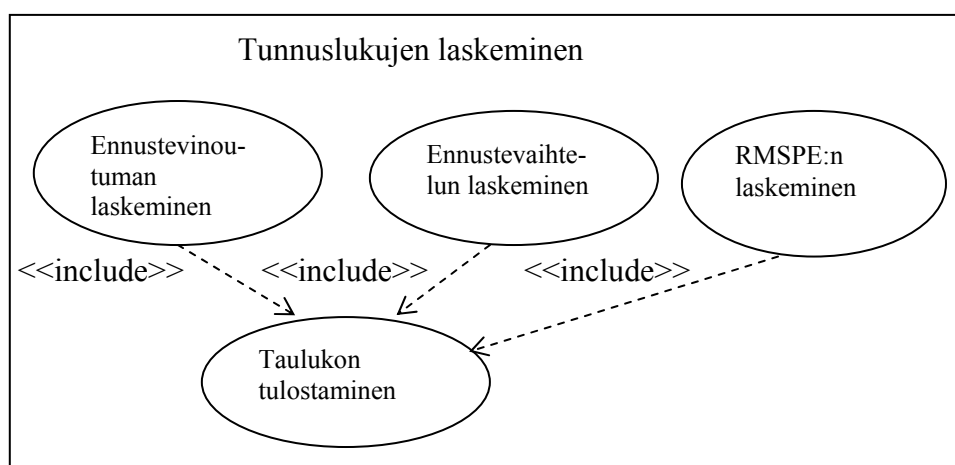 Tunnuslukujen laskeminen
Ennustevinou-
tuman
laskeminen
Ennustevaihte-
lun laskeminen
RMSPE:n
laskeminen
<<include>>
<<include>>
<<include>>
Taulukon
tulostaminen